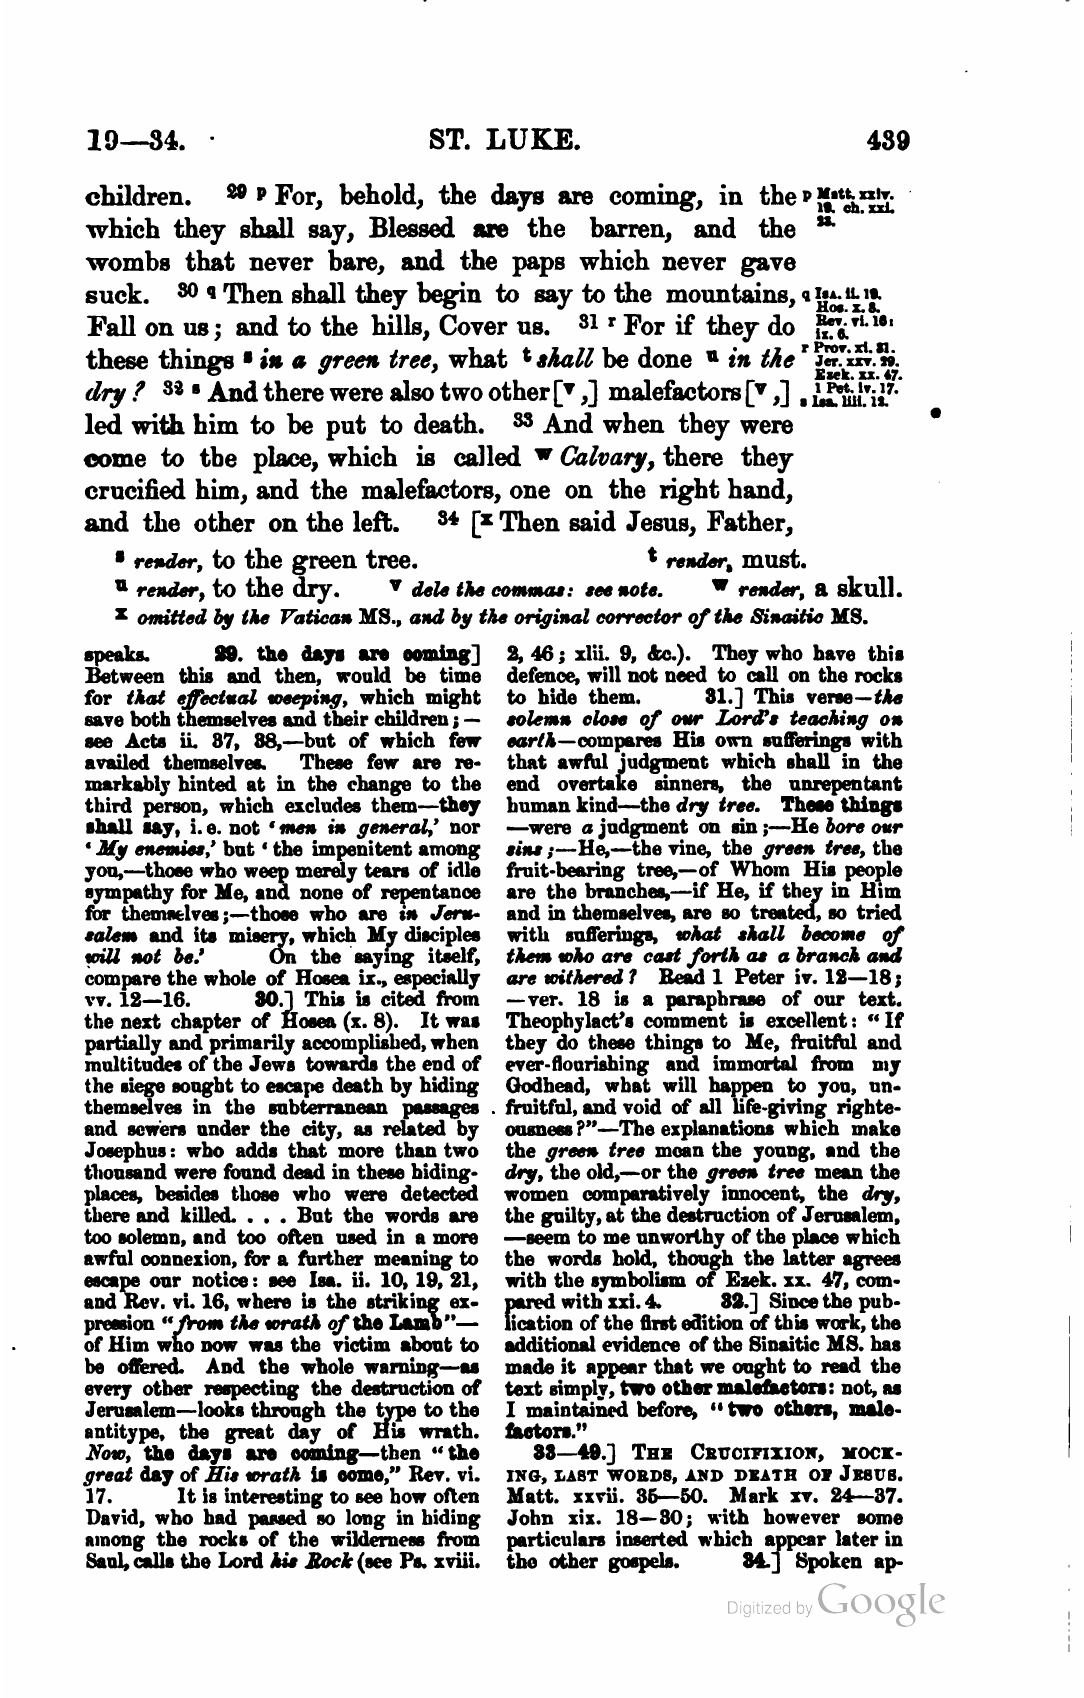 19—34. ST. LUKE. 439
children. 29 p For, behold, the days are coming, in the
which they shall say, Blessed are the barren, and the
wombs that never bare, and the paps which never gave
suck. 30 q Then shall they begin to say to the mountains,
Fall on us; and to the hills, Cover us. 31 r For if they do
these things s in a green tree, what t shall be done u in the
dry? 32 s And there were also two other [v ,] malefactors [v ,]
led with him to be put to death. 33 And when they were
come to the place, which is called w Calvary, there they
crucified him, and the malefactors, one on the right hand,
and the other on the left. 34 [x Then said Jesus, Father,
p Matt. xxiv.
19. ch. xxi.
23.
q Isa. ii. 19.
Hos. x. 8.
Rev. vi. 16:
ix. 6.
r Prov. xi. 31.
Jer. xxv. 29.
Ezek. xx. 47.
1 Pet. iv. 17.
s Isa. liii. 12.
s render, to the green tree. t render, must.
u render, to the dry. v dele the commas: see note. w render, a skull.
x omitted by the Vatican MS., and by the original corrector of the Sinaitic MS.
speaks. 29. the days are coming]
Between this and then, would be time
for that effectual weeping, which might
save both themselves and their children;—
see Acts ii. 37, 38,—but of which few
availed themselves. These few are re-
markably hinted at in the change to the
third person, which excludes them—they
shall say, i. e. not ‘men in general,’ nor
‘My enemies,’ but ‘the impenitent among
you,—those who weep merely tears of idle
sympathy for Me, and none of repentance
for themselves;—those who are in Jeru-
salem and its misery, which My disciples
will not be.’ On the saying itself,
compare the whole of Hosea ix., especially
vv. 12—16. 30.] This is cited from
the next chapter of Hosea (x. 8). It was
partially and primarily accomplished, when
multitudes of the Jews towards the end of
the siege sought to escape death by hiding
themselves in the subterranean passages
and sewers under the city, as related by
Josephus: who adds that more than two
thousand were found dead in these hiding-
places, besides those who were detected
there and killed. . . . But the words are
too solemn, and too often used in a more
awful connexion, for a further meaning to
escape our notice: see Isa. ii. 10, 19, 21,
and Rev. vi. 16, where is the striking ex-
pression “from the wrath of the Lamb”—
of Him who now was the victim about to
be offered. And the whole warning—as
every other respecting the destruction of
Jerusalem—looks through the type to the
antitype, the great day of His wrath.
Now, the days are coming—then “the
great day of His wrath is come,” Rev. vi.
17. It is interesting to see how often
David, who had passed so long in hiding
among the rocks of the wilderness from
Saul, calls the Lord his Rock (see Ps. xviii.
2, 46; xlii. 9, &c.). They who have this
defence, will not need to call on the rocks
to hide them. 31.] This verse—the
solemn close of our Lord’s teaching on
earth—compares His own sufferings with
that awful judgment which shall in the
end overtake sinners, the unrepentant
human kind—the dry tree. These things
—were a judgment on sin;—He bore our
sins;—He,—the vine, the green tree, the
fruit-bearing tree,—of Whom His people
are the branches,—if He, if they in Him
and in themselves, are so treated, so tried
with sufferings, what shall become of
them who are cast forth as a branch and
are withered? Read 1 Peter iv. 12—18;
—ver. 18 is a paraphrase of our text.
Theophylact’s comment is excellent: “If
they do these things to Me, fruitful and
ever-flourishing and immortal from my
Godhead, what will happen to you, un-
fruitful, and void of all life-giving righte-
ousness?”—The explanations which make
the green tree mean the young, and the
dry, the old,—or the green tree mean the
women comparatively innocent, the dry,
the guilty, at the destruction of Jerusalem,
—seem to me unworthy of the place which
the words hold, though the latter agrees
with the symbolism of Ezek. xx. 47, com-
pared with xxi. 4. 32.] Since the pub-
lication of the first edition of this work, the
additional evidence of the Sinaitic MS. has
made it appear that we ought to read the
text simply, two other malefactors: not, as
I maintained before, “two others, male-
factors.”
33—49.] THE CRUCIFIXION, MOCK-
ING, LAST WORDS, AND DEATH OF JESUS.
Matt. xxvii. 35—50. Mark xv. 24—37.
John xix. 18—30; with however some
particulars inserted which appear later in
the other gospels. 34.] Spoken ap-
Digitized by Google